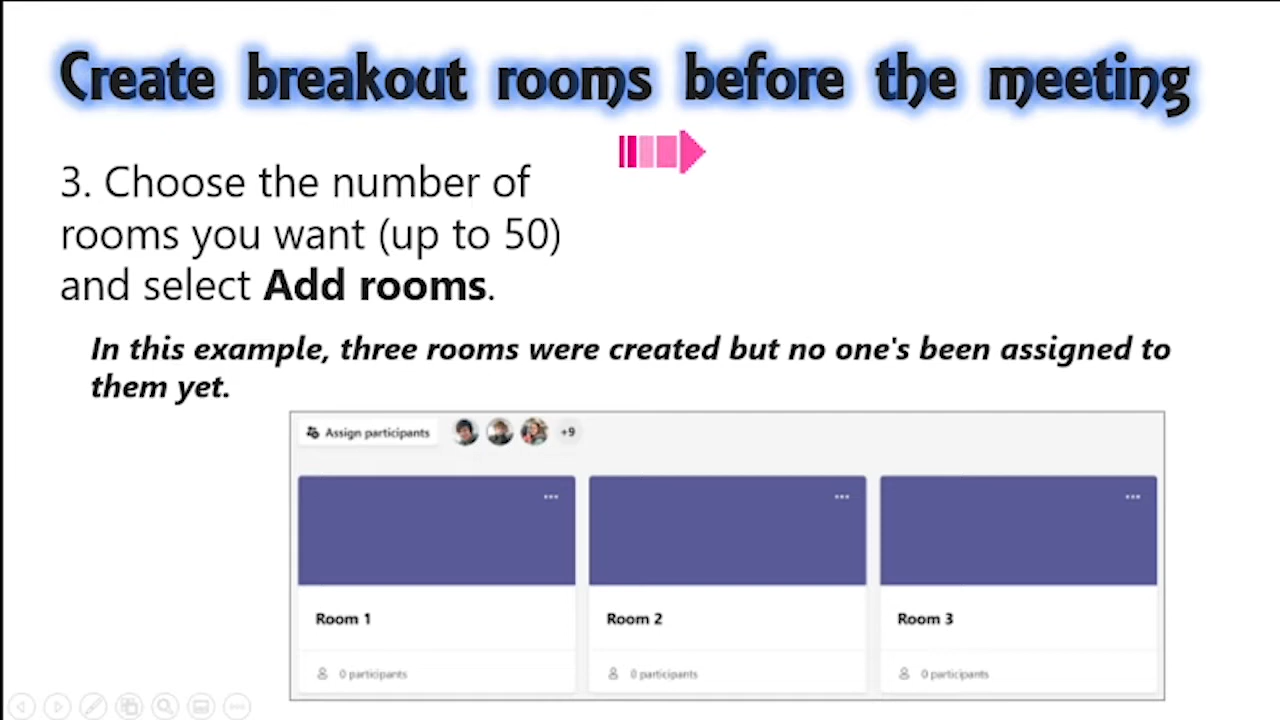 Create breakout rooms before the meeting
3. Choose the number of
rooms you want (up to 50)
and select Add rooms.
In this example, three rooms were created but no one's been assigned to
them yet.
Assign participants +9
Room 1 Room 2 Room 3
0 participants 0 participants 0 participants